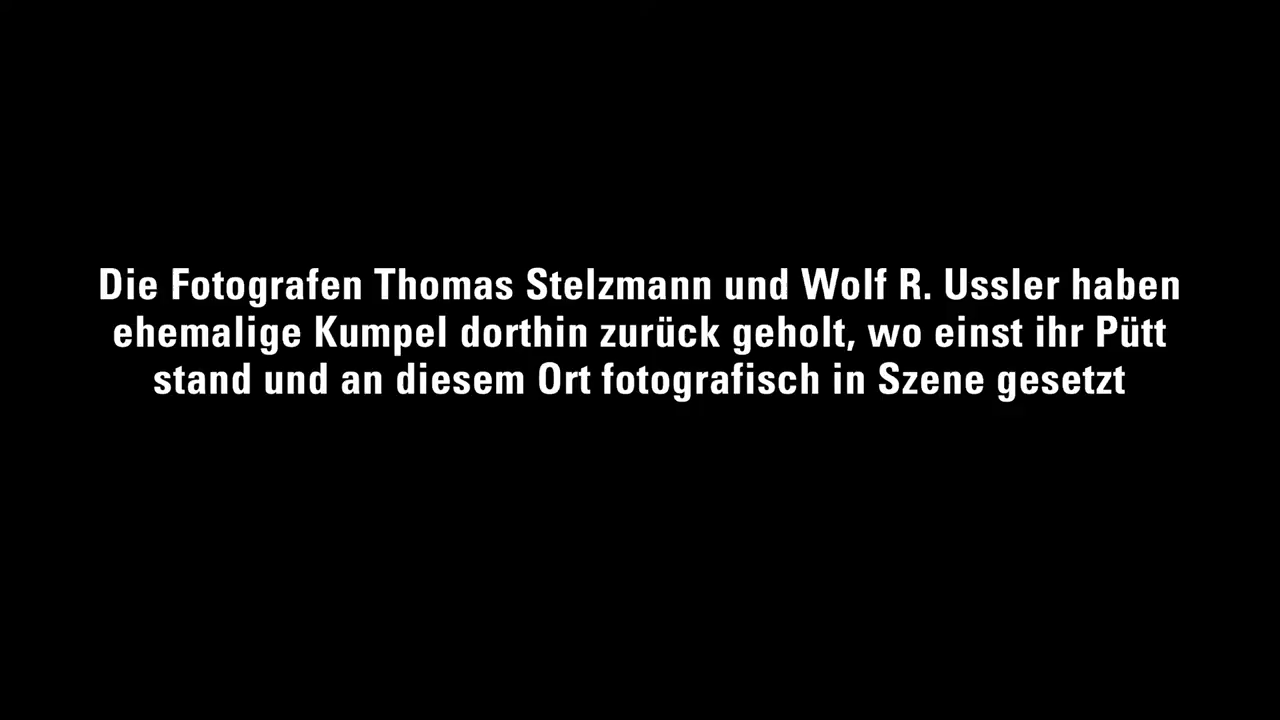 Die Fotografen Thomas Stelzmann und Wolf R. Ussler haben
ehemalige Kumpel dorthin zurück geholt, wo einst ihr Pütt
stand und an diesem Ort fotografisch in Szene gesetzt